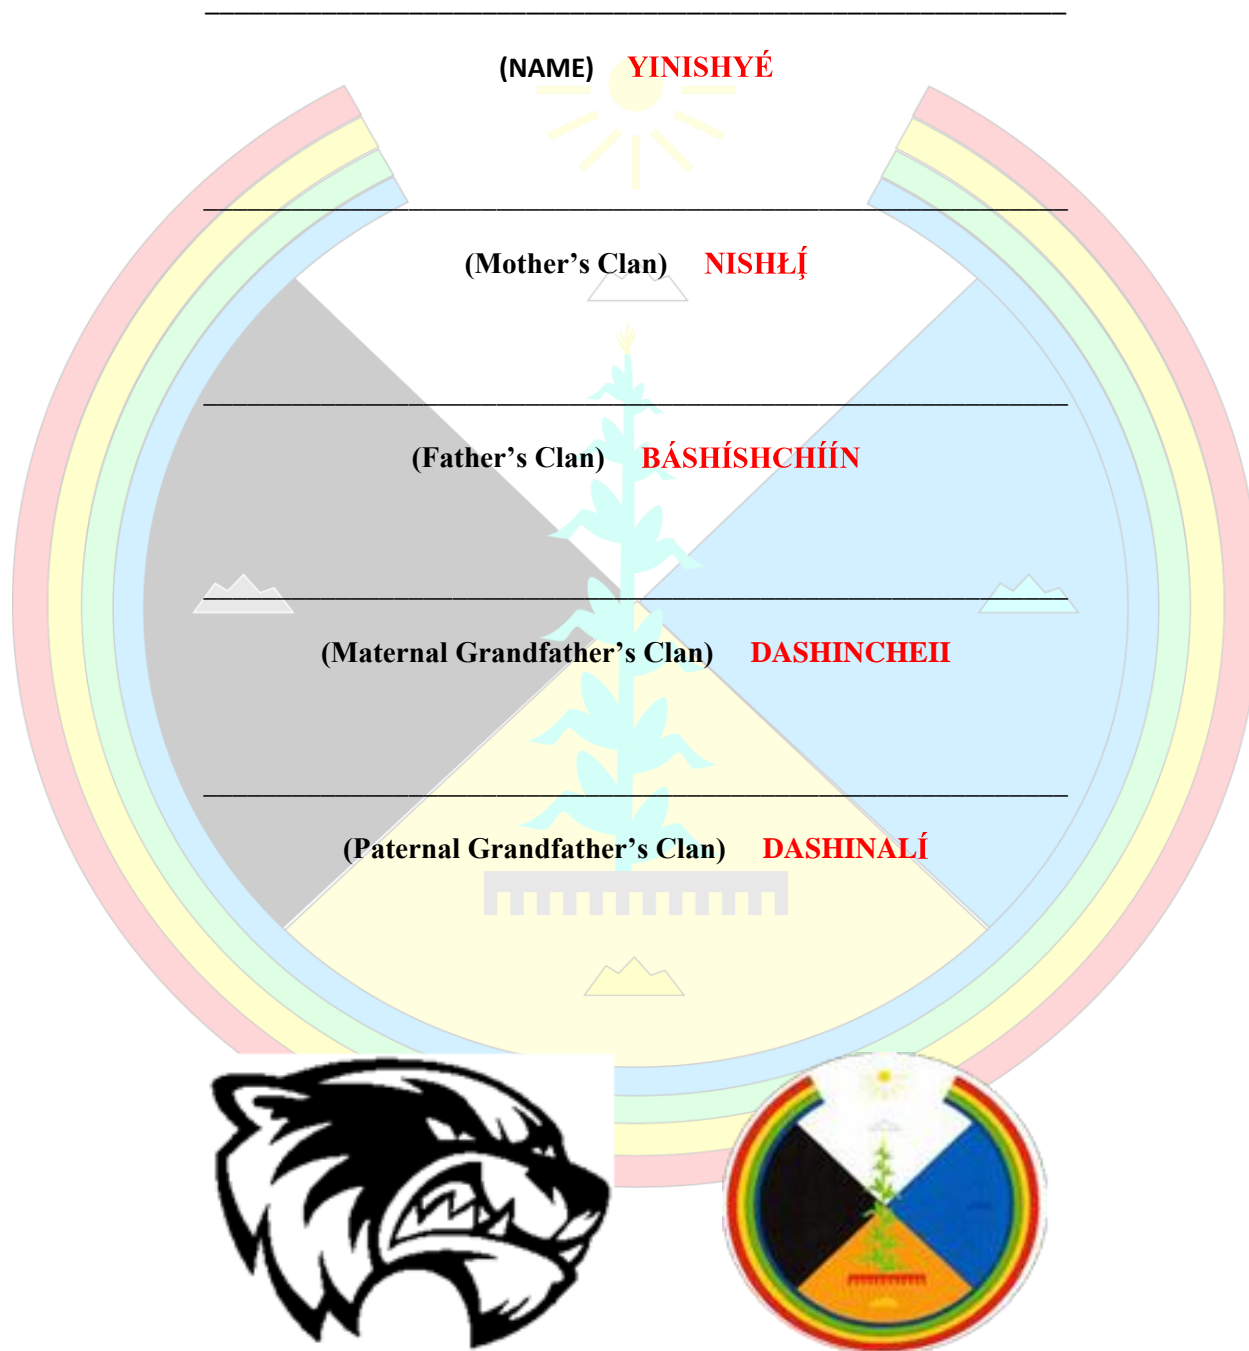 (NAME) YINISHYÉ
(Mother’s Clan) NISHŁĮ́
(Father’s Clan) BÁSHÍSHCHÍÍN
(Maternal Grandfather’s Clan) DASHINCHEII
(Paternal Grandfather’s Clan) DASHINALÍ